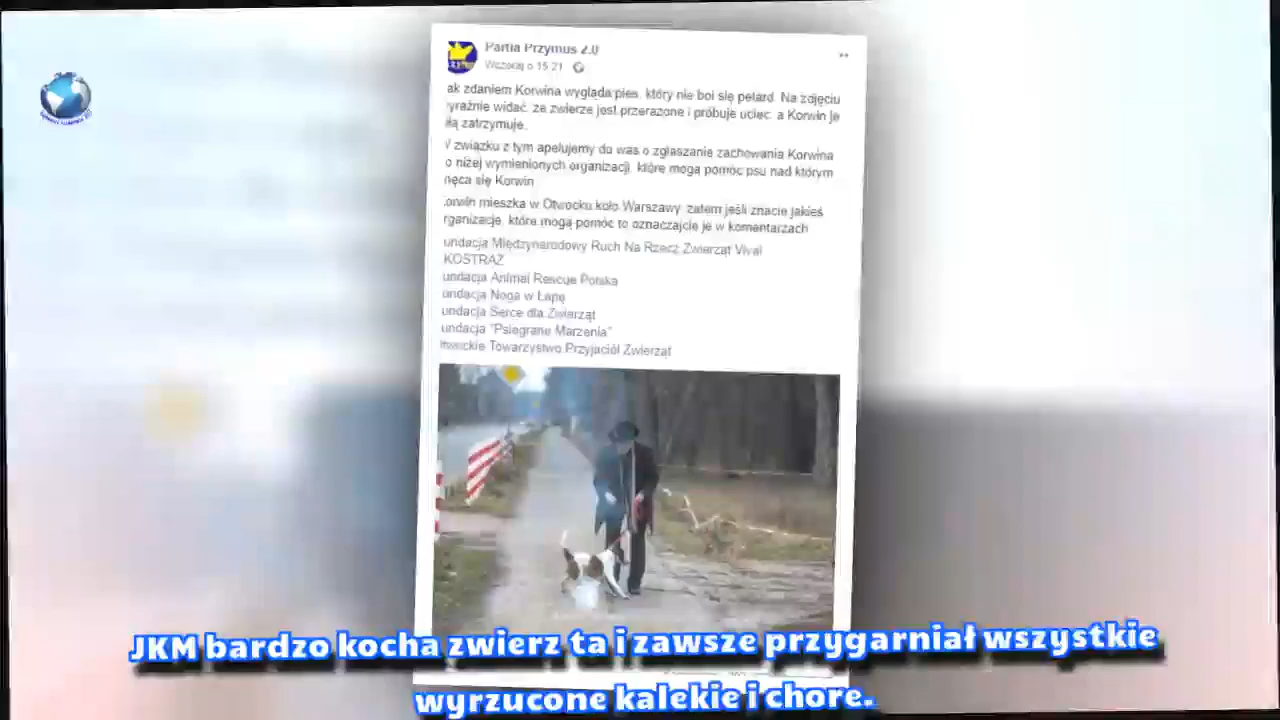 Partia Przymus 2.0
Wczoraj o 15:21
ak zdaniem Korwina wygląda pies, który nie boi się petard. Na zdjęciu
yraźnie widać, że zwierzę jest przerażone i próbuje uciec, a Korwin je
iłą zatrzymuje.
V związku z tym apelujemy do was o zgłaszanie zachowania Korwina
o niżej wymienionych organizacji, które mogą pomóc psu nad którym
nęca się Korwin
orwin mieszka w Otwocku koło Warszawy, zatem jeśli znacie jakieś
rganizacje, które mogą pomóc to oznaczajcie je w komentarzach
undacja Międzynarodowy Ruch Na Rzecz Zwierząt Viva!
KOSTRAŻ
undacja Animal Rescue Polska
undacja Noga w Łapę
undacja Serce dla Zwierząt
undacja "Psiegrane Marzenia"
twockie Towarzystwo Przyjaciół Zwierząt
JKM bardzo kocha zwierz ta i zawsze przygarniał wszystkie
wyrzucone kalekie i chore.